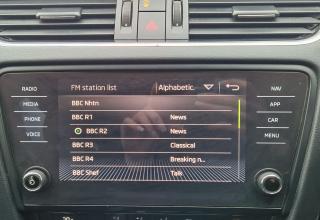 RADIO
MEDIA
PHONE
VOICE
FM station list
Alphabetic.
BBC Nhtn
BBC R1 News
BBC R2 News
BBC R3 Classical
BBC R4 Breaking n...
BBC Shef Talk
NAV
APP
CAR
MENU